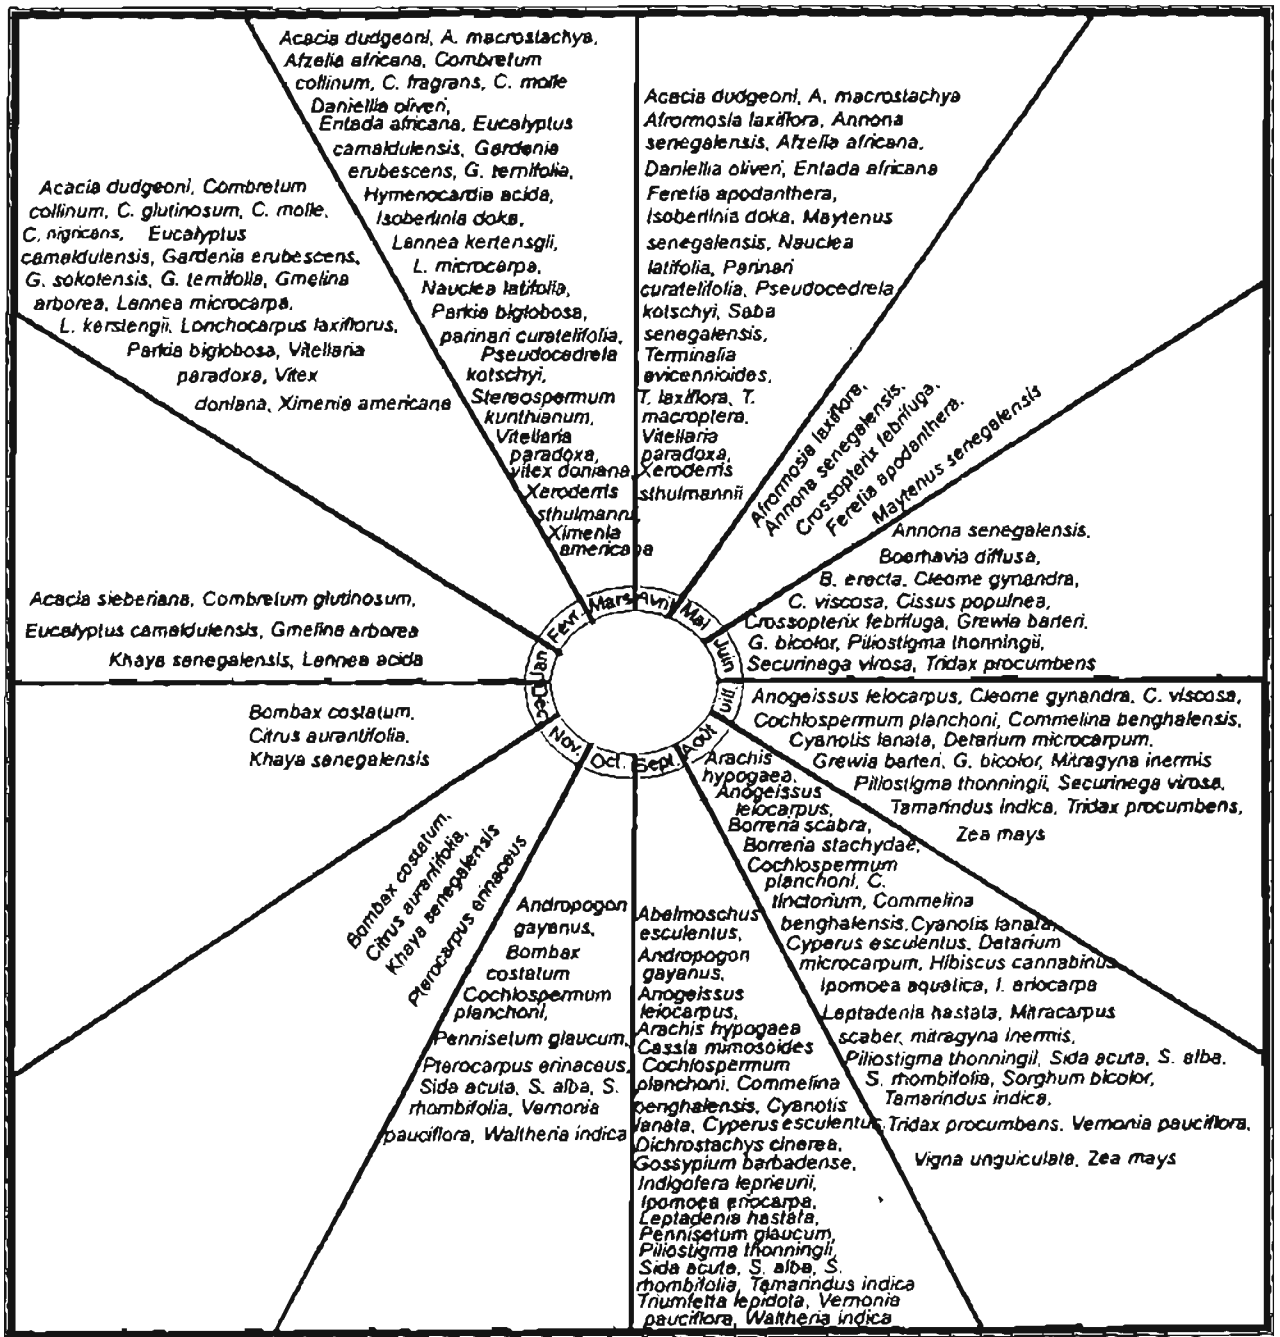 Acacia dudgeoni, A. macrostachya,
Afzelia africana, Combretum
collinum, C. fragrans, C. molle
Daniellia oliveri,
Entada africana, Eucalyptus
camaldulensis, Gardenia
erubescens, G. ternifolia,
Hymenocardia acida,
Isoberlinia doka,
Lannea kertensgii,
L. microcarpa,
Nauclea latifolia,
Parkia biglobosa,
parinari curatelifolia,
Pseudocedrela
kotschyi,
Stereospermum
kunthianum,
Vitellaria
paradoxa,
vitex doniana
Xeroderris
sthulmanni,
Ximenia
americana
Acacia dudgeoni, A. macrostachya
Afrormosia laxiflora, Annona
senegalensis, Afzelia africana,
Daniellia oliveri, Entada africana
Feretia apodanthera,
Isoberlinia doka, Maytenus
senegalensis, Nauclea
latifolia, Parinari
curatelifolia, Pseudocedrela
kotschyi, Saba
senegalensis,
Terminalia
avicennioides,
T. laxiflora, T.
macroptera,
Vitellaria
paradoxa,
Xeroderris
sthulmannii
Afrormosia laxiflora,
Annona senegalensis,
Crossopterix febrifuga,
Feretia apodanthera,
Maytenus senegalensis
Annona senegalensis,
Boerhavia diffusa,
B. erecta, Cleome gynandra,
C. viscosa, Cissus populnea,
Crossopterix febrifuga, Grewia barteri,
G. bicolor, Piliostigma thonningii,
Securinega virosa, Tridax procumbens
Anogeissus leiocarpus, Cleome gynandra, C. viscosa,
Cochlospermum planchoni, Commelina benghalensis,
Cyanotis lanata, Detarium microcarpum,
Grewia barteri, G. bicolor, Mitragyna inermis
Piliostigma thonningii, Securinega virosa,
Tamarindus indica, Tridax procumbens,
Zea mays
Arachis
hypogaea,
Anogeissus
leiocarpus,
Borreria scabra,
Borreria stachydae,
Cochlospermum
planchoni, C.
tinctorium, Commelina
benghalensis, Cyanotis lanata,
Cyperus esculentus, Detarium
microcarpum, Hibiscus cannabinus
Ipomoea aquatica, I. eriocarpa
Leptadenia hastata, Mitracarpus
scaber, mitragyna inermis,
Piliostigma thonningii, Sida acuta, S. alba,
S. rhombifolia, Sorghum bicolor,
Tamarindus indica,
Tridax procumbens, Vernonia pauciflora,
Vigna unguiculata, Zea mays
Abelmoschus
esculentus,
Andropogon
gayanus,
Anogeissus
leiocarpus,
Arachis hypogaea
Cassia mimosoides
Cochlospermum
planchoni, Commelina
benghalensis, Cyanotis
lanata, Cyperus esculentus,
Dichrostachys cinerea,
Gossypium barbadense,
Indigofera leprieurii,
Ipomoea eriocarpa,
Leptadenia hastata,
Pennisetum glaucum,
Piliostigma thonningii,
Sida acuta, S. alba, S.
rhombifolia, Tamarindus indica
Triumfetta lepidota, Vernonia
pauciflora, Waltheria indica
Andropogon
gayanus,
Bombax
costatum
Cochlospermum
planchoni,
Pennisetum glaucum,
Pterocarpus erinaceus,
Sida acuta, S. alba, S.
rhombifolia, Vernonia
pauciflora, Waltheria indica
Bombax costatum,
Citrus aurantifolia,
Khaya senegalensis
Pterocarpus erinaceus
Bombax costatum,
Citrus aurantifolia,
Khaya senegalensis
Acacia sieberiana, Combretum glutinosum,
Eucalyptus camaldulensis, Gmelina arborea
Khaya senegalensis, Lannea acida
Acacia dudgeoni, Combretum
collinum, C. glutinosum, C. molle,
C. nigricans, Eucalyptus
camaldulensis, Gardenia erubescens,
G. sokotensis, G. ternifolia, Gmelina
arborea, Lannea microcarpa,
L. kerstengii, Lonchocarpus laxiflorus,
Parkia biglobosa, Vitellaria
paradoxa, Vitex
doniana, Ximenia americana
Jan
Févr.
Mars
Avril
Mai
Juin
Juil.
Août
Sept.
Oct.
Nov.
Déc.